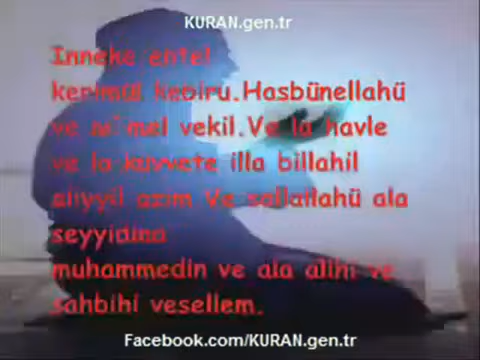 KURAN.gen.tr
Inneke entel
kerimül kebiru.Hasbünellahü
ve ni`mel vekil.Ve la havle
ve la kuvvete illa billahil
aliyyil azim Ve sallallahü ala
seyyidina
muhammedin ve ala alihi ve
sahbihi vesellem.
Facebook.com/KURAN.gen.tr